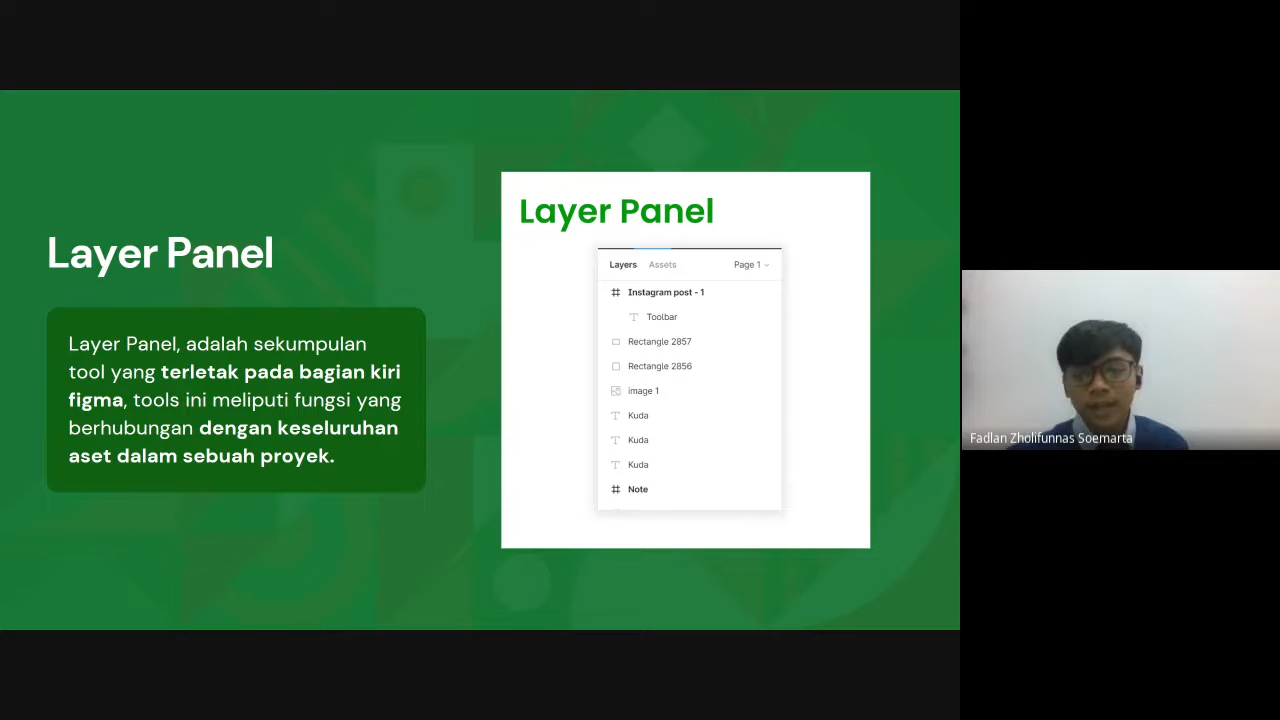 Layer Panel
Layer Panel, adalah sekumpulan
tool yang terletak pada bagian kiri
figma, tools ini meliputi fungsi yang
berhubungan dengan keseluruhan
aset dalam sebuah proyek.
Layer Panel
Layers Assets Page 1
Instagram post - 1
Toolbar
Rectangle 2857
Rectangle 2856
image 1
Kuda
Kuda
Kuda
Note
Fadlan Zholifunnas Soemarta